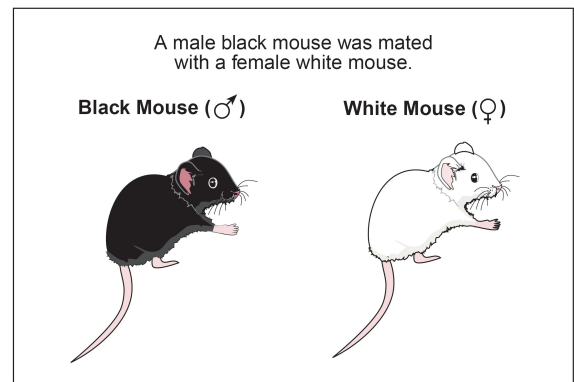 A male black mouse was mated
with a female white mouse.
Black Mouse (♂)
White Mouse (♀)